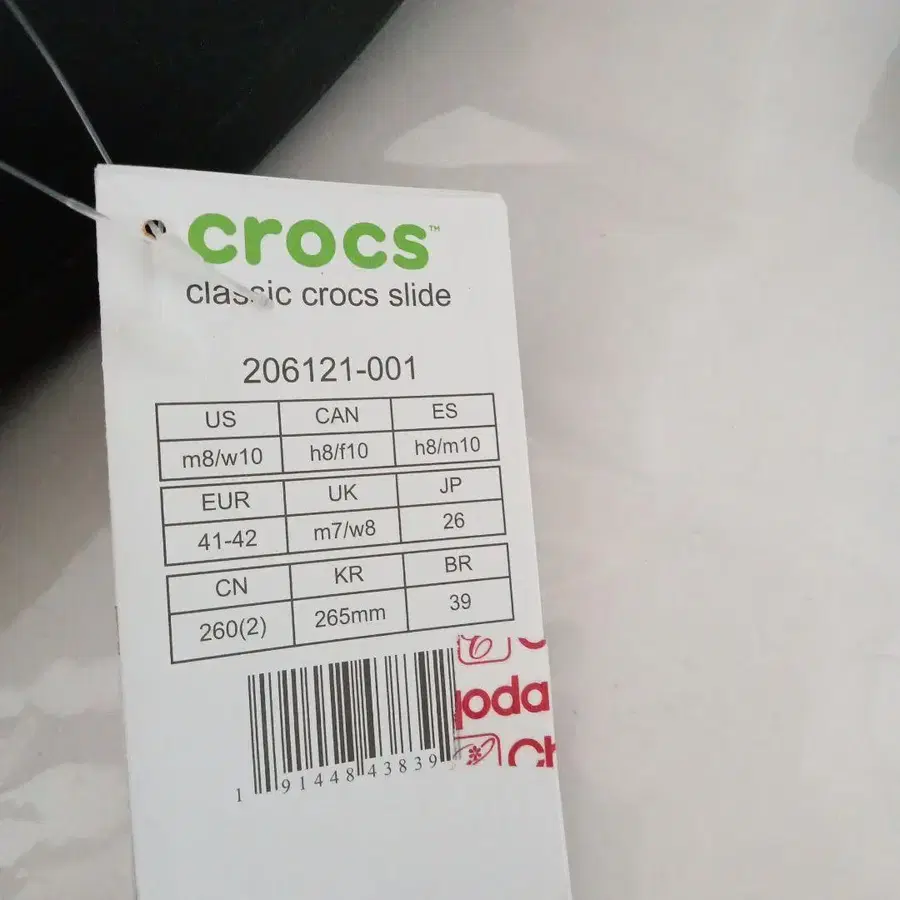 crocs™
classic crocs slide
206121-001
US CAN ES
m8/w10 h8/f10 h8/m10
EUR UK JP
41-42 m7/w8 26
CN KR BR
260(2) 265mm 39
1 91448 43839